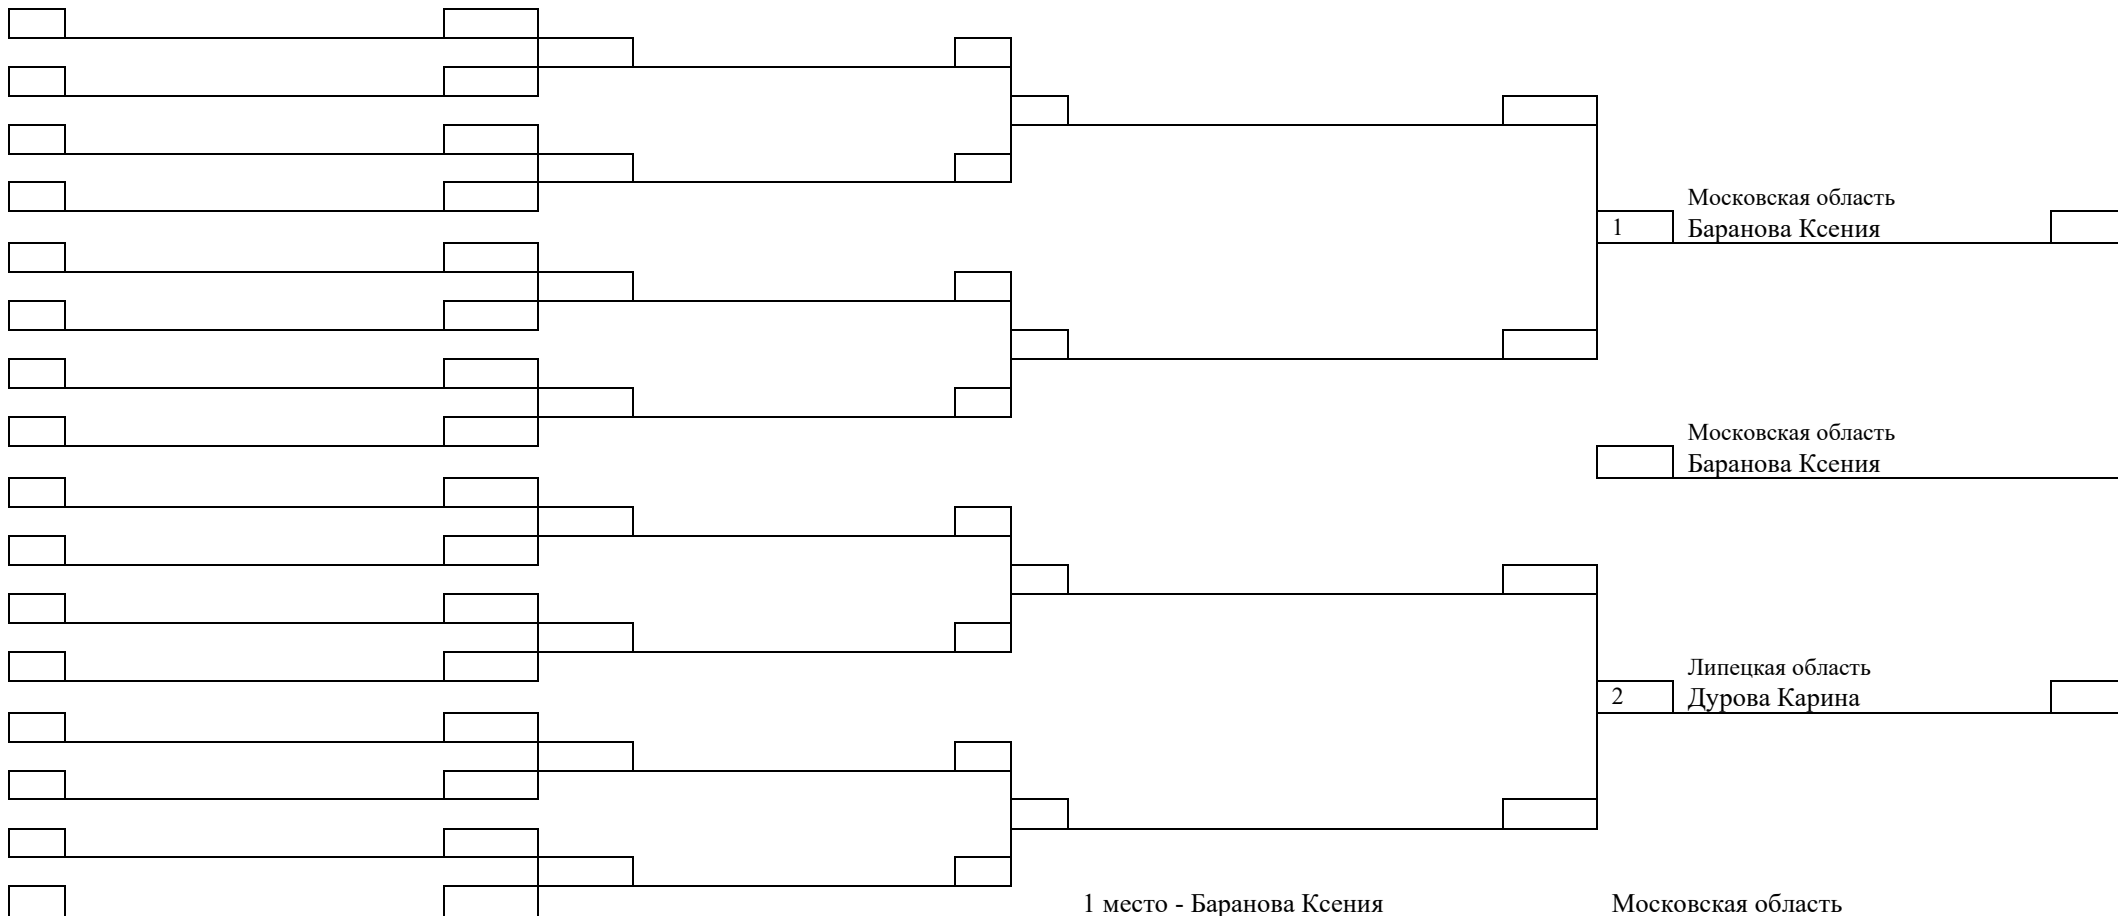 Московская область
1 Баранова Ксения
Московская область
Баранова Ксения
Липецкая область
2 Дурова Карина
1 место - Баранова Ксения Московская область